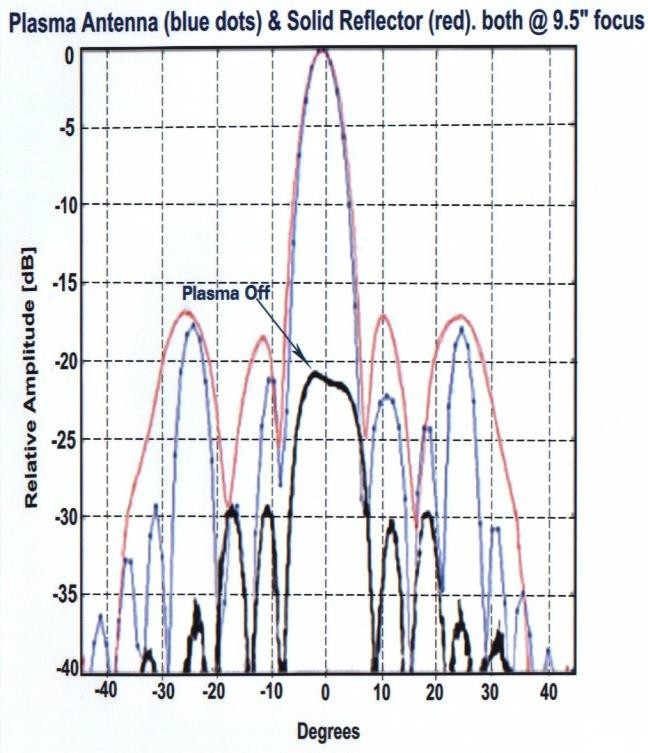 Plasma Antenna (blue dots) & Solid Reflector (red). both @ 9.5" focus
0
-5
-10
-15
Plasma Off
-20
-25
-30
-35
-40
Relative Amplitude [dB]
-40 -30 -20 -10 0 10 20 30 40
Degrees